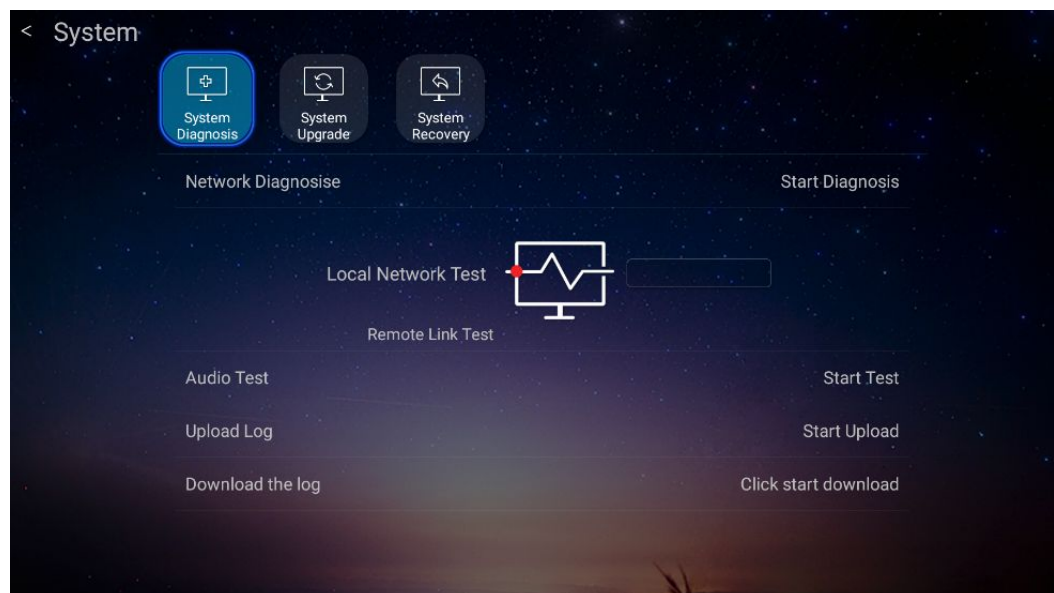 < System
System
Diagnosis
System
Upgrade
System
Recovery
Network Diagnosise
Start Diagnosis
Local Network Test
Remote Link Test
Audio Test
Start Test
Upload Log
Start Upload
Download the log
Click start download